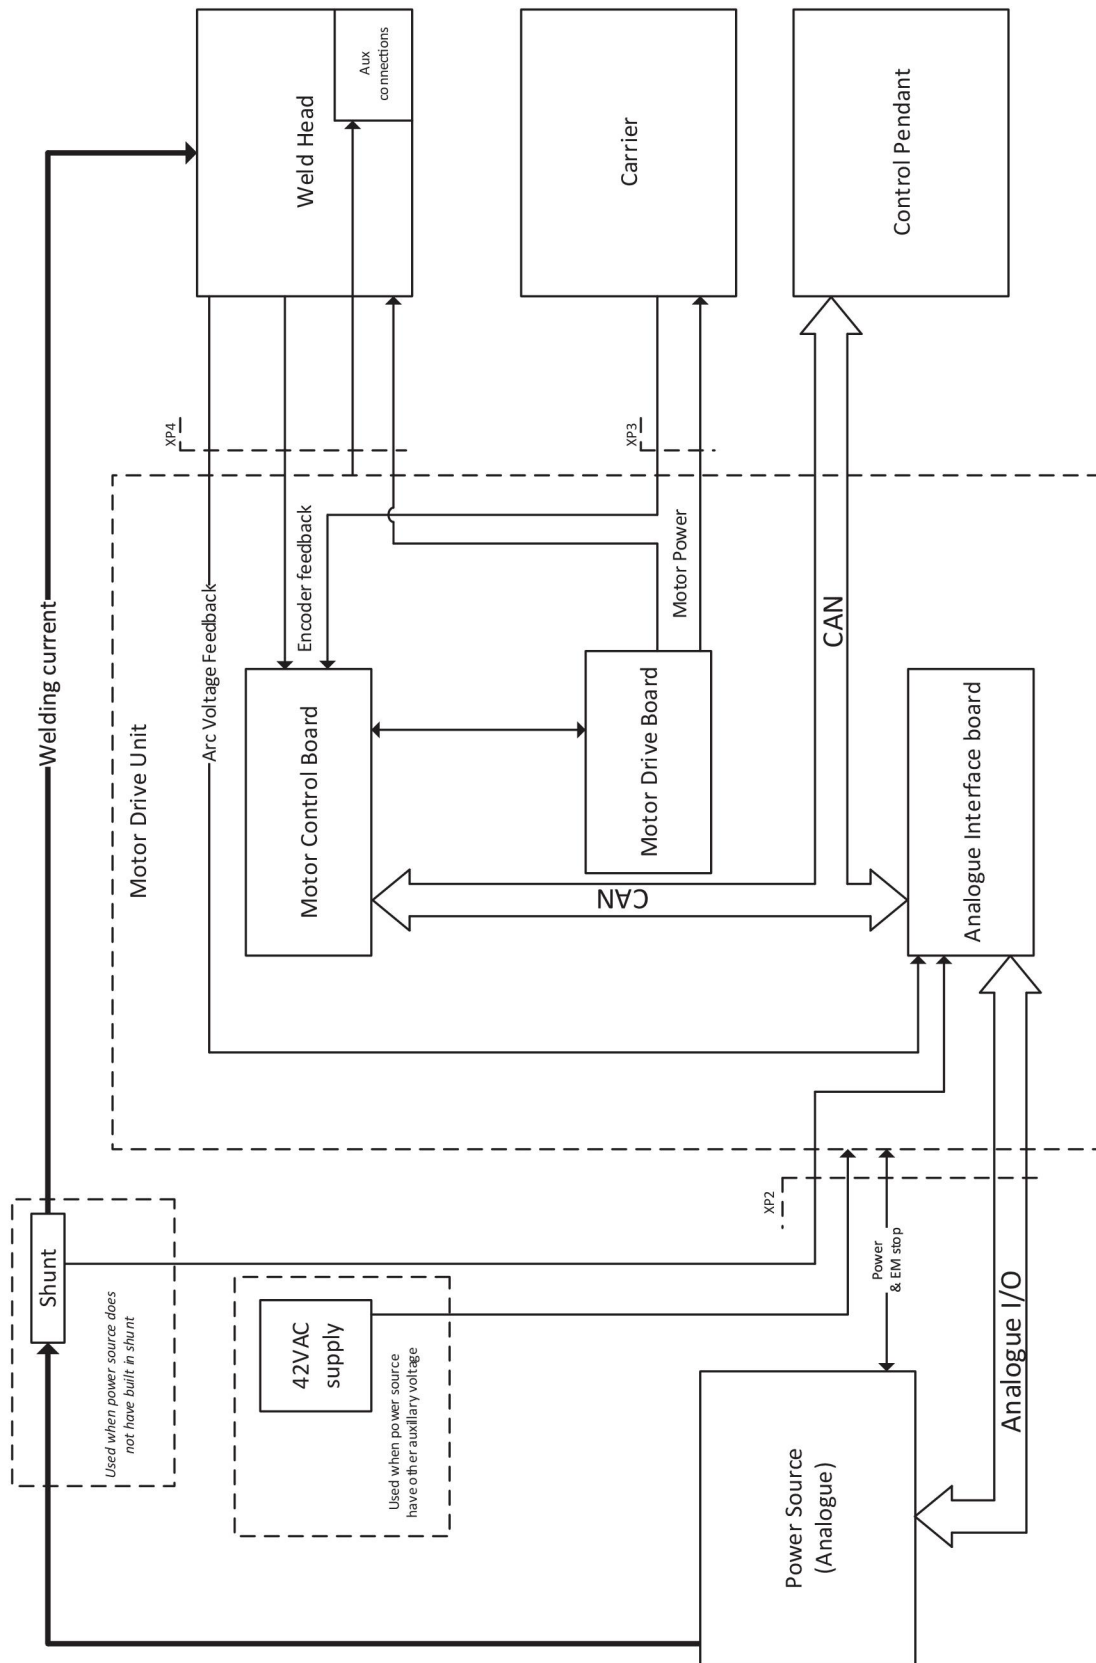 Shunt
Welding current
Used when power source does
not have built in shunt
Motor Drive Unit
XP4
Arc Voltage Feedback
42VAC
supply
Used when power source
have other auxillary voltage
Motor Control Board
Encoder feedback
Weld Head
Aux
connections
CAN
Motor Drive Board
Motor Power
XP3
Carrier
XP2
Power
& EM stop
Power Source
(Analogue)
CAN
Control Pendant
Analogue Interface board
Analogue I/O